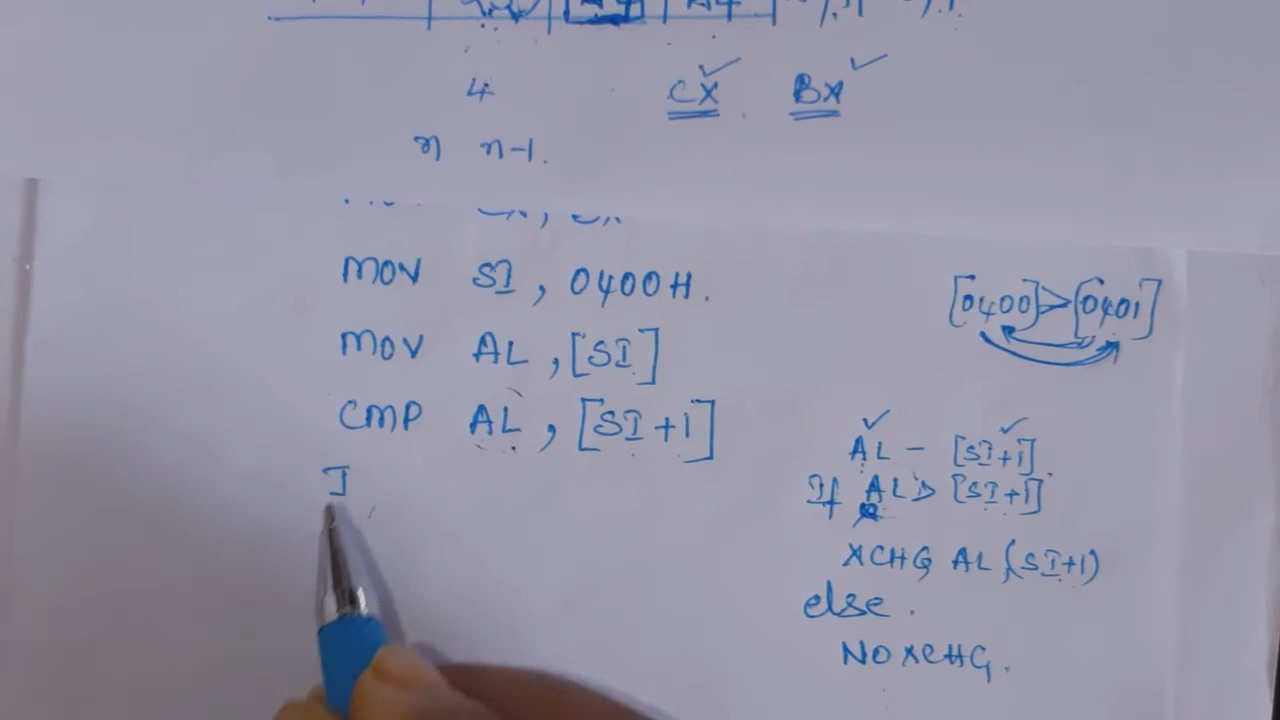 4 CX BX
n n-1.
MOV SI, 0400H.
MOV AL, [SI]
CMP AL, [SI+1]
J
[0400]>[0401]
AL - [SI+1].
If AL > [SI+1]
XCHG AL, (SI+1)
else.
NO XCHG.